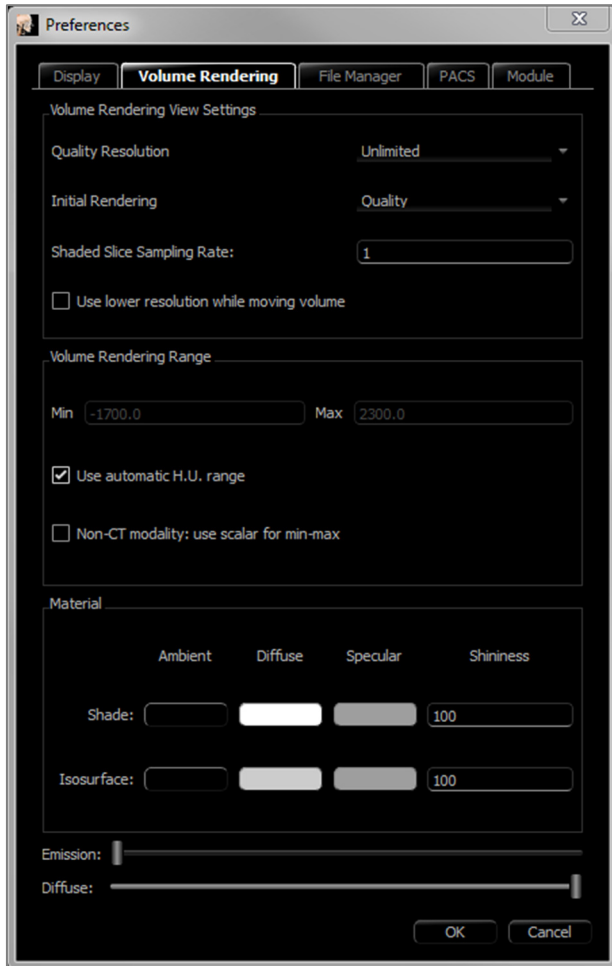 Preferences
Display Volume Rendering File Manager PACS Module
Volume Rendering View Settings
Quality Resolution Unlimited
Initial Rendering Quality
Shaded Slice Sampling Rate: 1
Use lower resolution while moving volume
Volume Rendering Range
Min -1700.0 Max 2300.0
Use automatic H.U. range
Non-CT modality: use scalar for min-max
Material
Ambient Diffuse Specular Shininess
Shade: 100
Isosurface: 100
Emission:
Diffuse:
OK Cancel